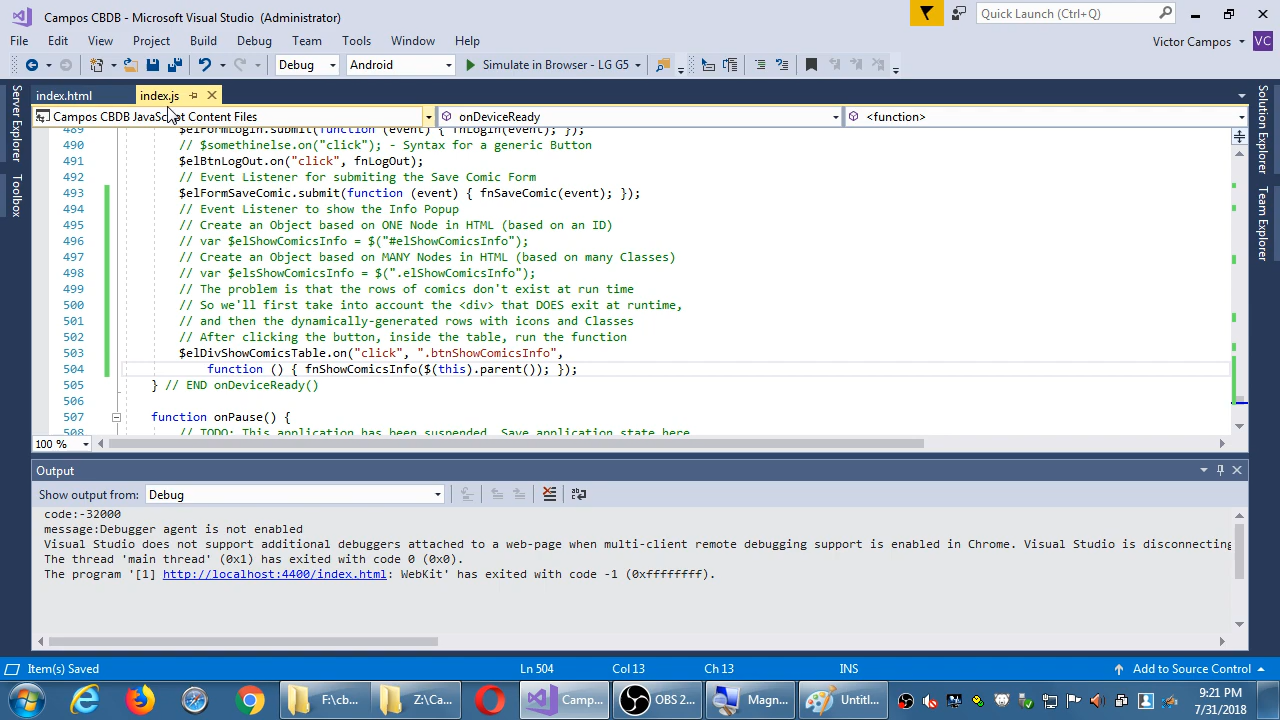 Campos CBDB - Microsoft Visual Studio (Administrator)
Quick Launch (Ctrl+Q)
File Edit View Project Build Debug Team Tools Window Help
Victor Campos VC
Debug Android Simulate in Browser - LG G5
index.html index.js
Campos CBDB JavaScript Content Files onDeviceReady <function>
Server Explorer
Toolbox
Solution Explorer
Team Explorer
489 $elFormLogin.submit(function (event) { fnLogin(event); });
490 // $somethinelse.on("click"); - Syntax for a generic Button
491 $elBtnLogOut.on("click", fnLogOut);
492 // Event Listener for submiting the Save Comic Form
493 $elFormSaveComic.submit(function (event) { fnSaveComic(event); });
494 // Event Listener to show the Info Popup
495 // Create an Object based on ONE Node in HTML (based on an ID)
496 // var $elShowComicsInfo = $("#elShowComicsInfo");
497 // Create an Object based on MANY Nodes in HTML (based on many Classes)
498 // var $elsShowComicsInfo = $(".elShowComicsInfo");
499 // The problem is that the rows of comics don't exist at run time
500 // So we'll first take into account the <div> that DOES exit at runtime,
501 // and then the dynamically-generated rows with icons and Classes
502 // After clicking the button, inside the table, run the function
503 $elDivShowComicsTable.on("click", ".btnShowComicsInfo",
504 function () { fnShowComicsInfo($(this).parent()); });
505 } // END onDeviceReady()
506
507 function onPause() {
508 // TODO: This application has been suspended. Save application state here.
100 %
Output
Show output from: Debug
code:-32000
message:Debugger agent is not enabled
Visual Studio does not support additional debuggers attached to a web-page when multi-client remote debugging support is enabled in Chrome. Visual Studio is disconnecting
The thread 'main thread' (0x1) has exited with code 0 (0x0).
The program '[1] http://localhost:4400/index.html: WebKit' has exited with code -1 (0xffffffff).
Item(s) Saved Ln 504 Col 13 Ch 13 INS Add to Source Control
F:\cb... Z:\Ca... Camp... OBS 2... Magn... Untitl...
9:21 PM
7/31/2018